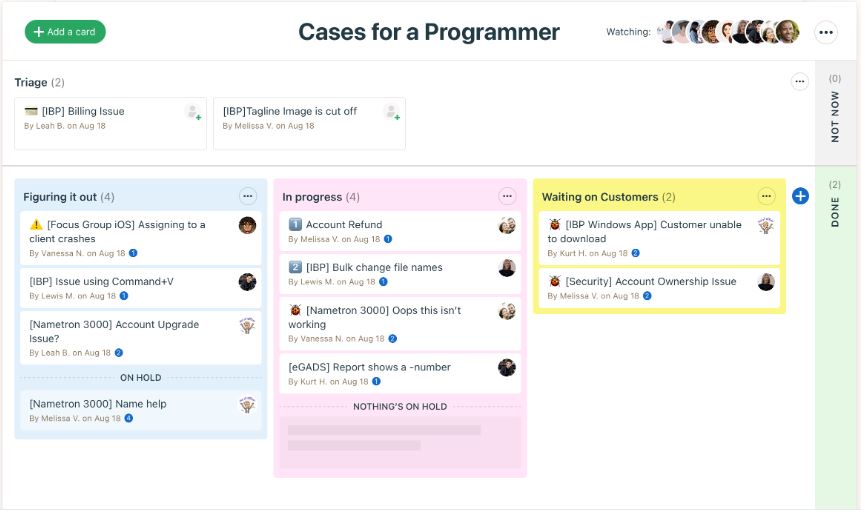 + Add a card
Cases for a Programmer
Watching:
Triage (2)
[IBP] Billing Issue
By Leah B. on Aug 18
[IBP]Tagline Image is cut off
By Melissa V. on Aug 18
(0)
NOT NOW
(2)
DONE
Figuring it out (4)
[Focus Group iOS] Assigning to a
client crashes
By Vanessa N. on Aug 18 1
[IBP] Issue using Command+V
By Lewis M. on Aug 18 1
[Nametron 3000] Account Upgrade
Issue?
By Leah B. on Aug 18 2
ON HOLD
[Nametron 3000] Name help
By Melissa V. on Aug 18 4
In progress (4)
1 Account Refund
By Melissa V. on Aug 18 1
2 [IBP] Bulk change file names
By Lewis M. on Aug 18 1
[Nametron 3000] Oops this isn't
working
By Vanessa N. on Aug 18 2
[eGADS] Report shows a -number
By Kurt H. on Aug 18 1
NOTHING'S ON HOLD
Waiting on Customers (2)
[IBP Windows App] Customer unable
to download
By Kurt H. on Aug 18 2
[Security] Account Ownership Issue
By Melissa V. on Aug 18 2